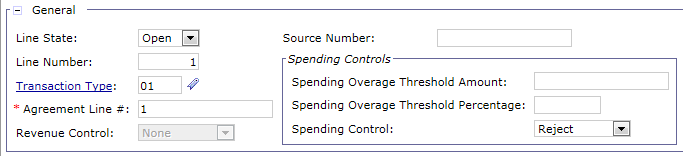 General
Line State: Open
Source Number:
Line Number: 1
Transaction Type: 01
* Agreement Line #: 1
Revenue Control: None
Spending Controls
Spending Overage Threshold Amount:
Spending Overage Threshold Percentage:
Spending Control: Reject